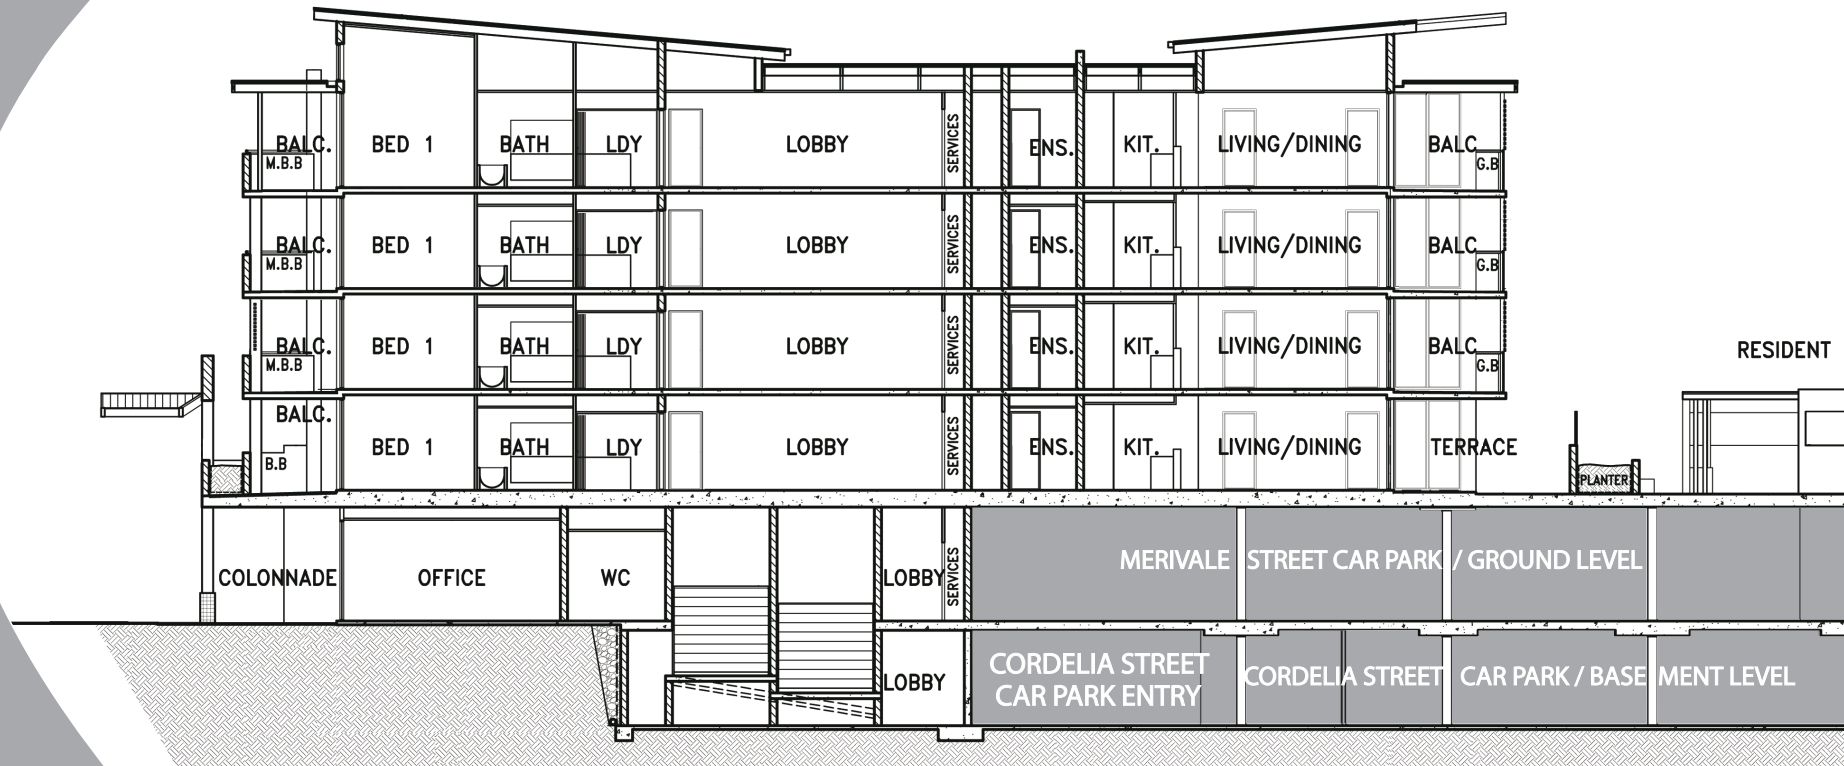 BALC. BED 1 BATH LDY LOBBY SERVICES ENS. KIT. LIVING/DINING BALC
M.B.B G.B
BALC. BED 1 BATH LDY LOBBY SERVICES ENS. KIT. LIVING/DINING BALC
M.B.B G.B
BALC. BED 1 BATH LDY LOBBY SERVICES ENS. KIT. LIVING/DINING BALC RESIDENT
M.B.B G.B
BALC.
BED 1 BATH LDY LOBBY SERVICES ENS. KIT. LIVING/DINING TERRACE
B.B PLANTER
MERIVALE STREET CAR PARK / GROUND LEVEL
COLONNADE OFFICE WC LOBBY SERVICES
CORDELIA STREET
CAR PARK ENTRY
LOBBY CORDELIA STREET CAR PARK / BASEMENT LEVEL